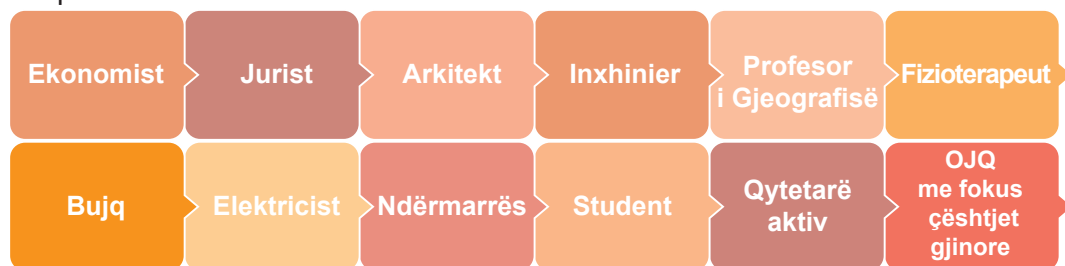 Ekonomist
Jurist
Arkitekt
Inxhinier
Profesor
i Gjeografisë
Fizioterapeut
Bujq
Elektricist
Ndërmarrës
Student
Qytetarë
aktiv
OJQ
me fokus
çështjet
gjinore